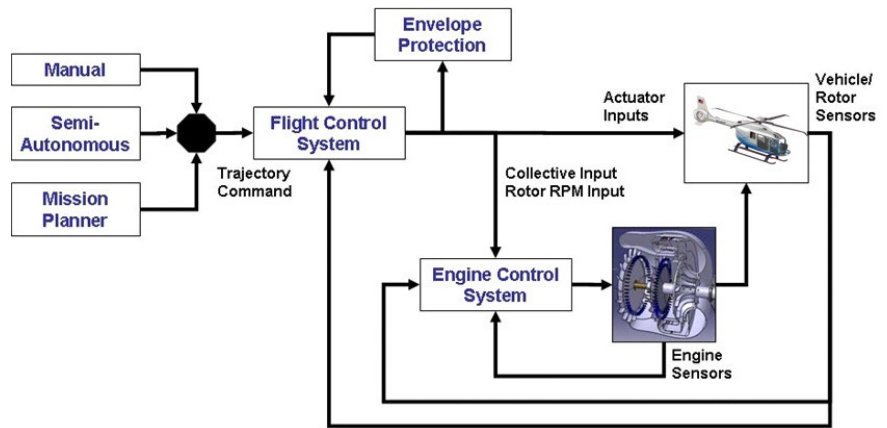 Envelope
Protection
Manual
Semi-
Autonomous
Mission
Planner
Flight Control
System
Trajectory
Command
Actuator
Inputs
Vehicle/
Rotor
Sensors
Collective Input
Rotor RPM Input
Engine Control
System
Engine
Sensors